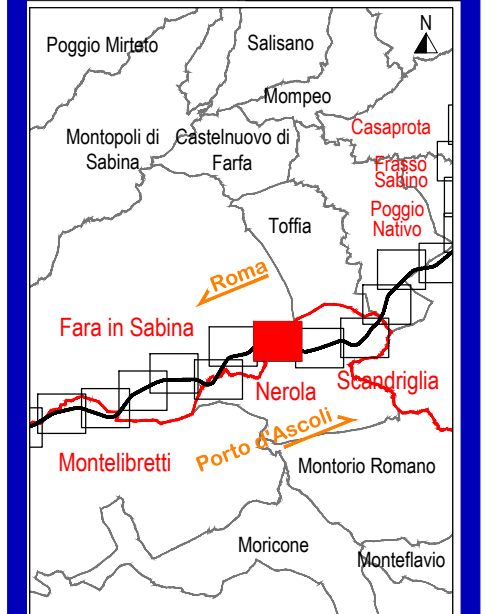 N
Poggio Mirteto
Salisano
Mompeo
Casaprota
Montopoli di
Sabina
Castelnuovo di
Farfa
Frasso
Sabino
Poggio
Nativo
Toffia
Roma
Fara in Sabina
Nerola
Scandriglia
Porto d'Ascoli
Montelibretti
Montorio Romano
Moricone
Monteflavio